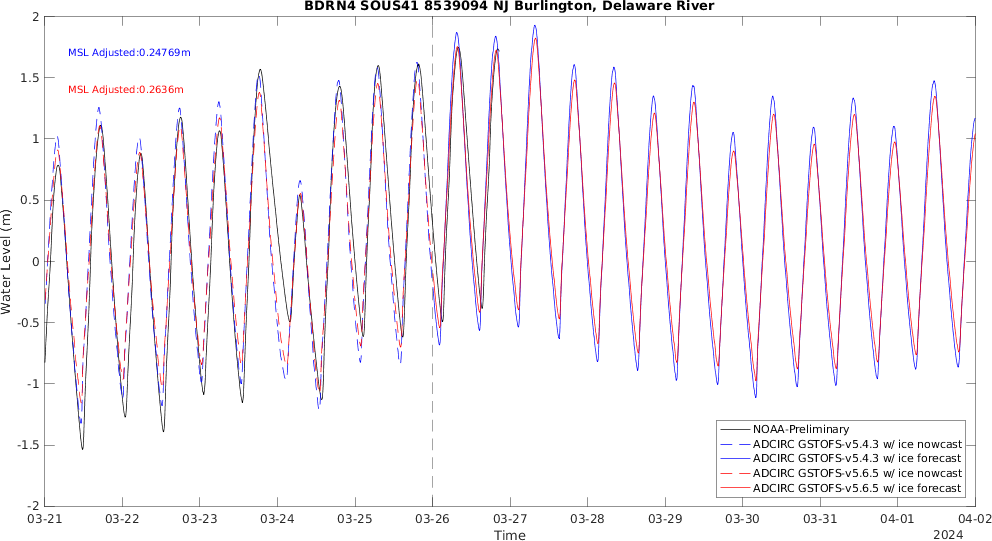 BDRN4 SOUS41 8539094 NJ Burlington, Delaware River
MSL Adjusted:0.24769m
MSL Adjusted:0.2636m
Water Level (m)
2
1.5
1
0.5
0
-0.5
-1
-1.5
-2
NOAA-Preliminary
ADCIRC GSTOFS-v5.4.3 w/ ice nowcast
ADCIRC GSTOFS-v5.4.3 w/ ice forecast
ADCIRC GSTOFS-v5.6.5 w/ ice nowcast
ADCIRC GSTOFS-v5.6.5 w/ ice forecast
03-21 03-22 03-23 03-24 03-25 03-26 03-27 03-28 03-29 03-30 03-31 04-01 04-02
Time
2024